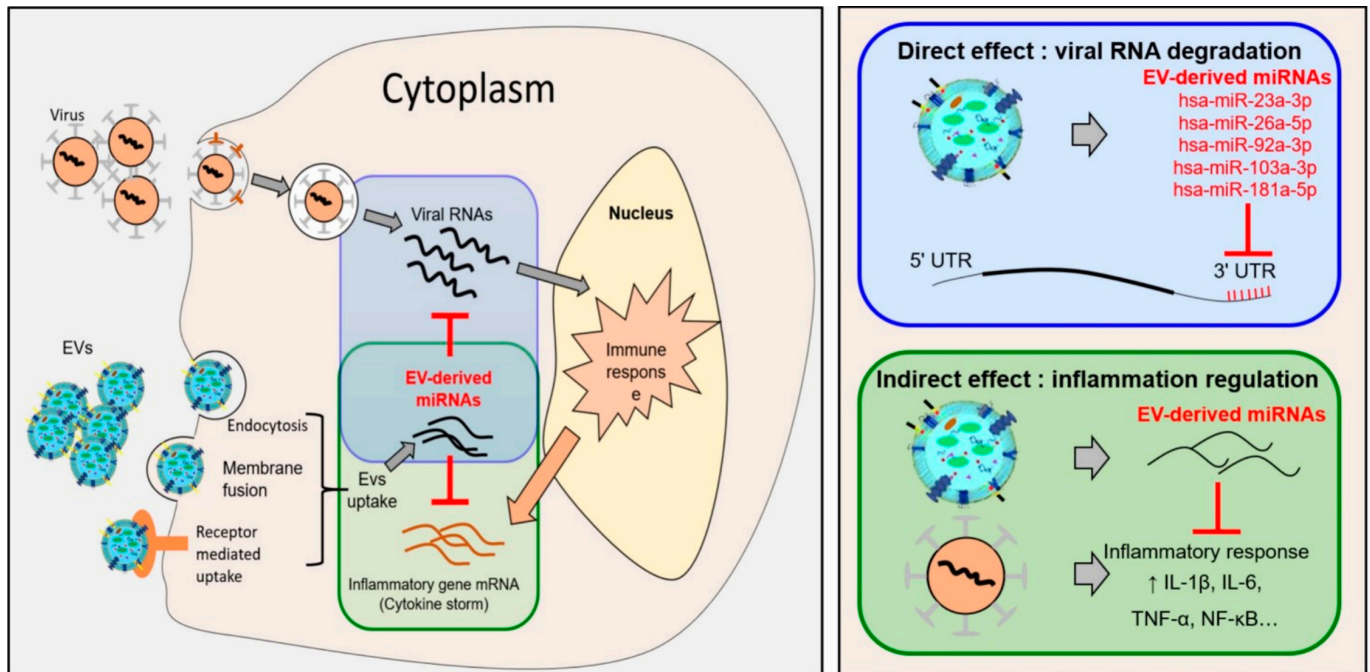 Cytoplasm
Virus
Viral RNAs
Nucleus
Immune
respons
e
EVs
EV-derived
miRNAs
Endocytosis
Membrane
fusion
Evs
uptake
Receptor
mediated
uptake
Inflammatory gene mRNA
(Cytokine storm)
Direct effect : viral RNA degradation
EV-derived miRNAs
hsa-miR-23a-3p
hsa-miR-26a-5p
hsa-miR-92a-3p
hsa-miR-103a-3p
hsa-miR-181a-5p
5' UTR
3' UTR
Indirect effect : inflammation regulation
EV-derived miRNAs
Inflammatory response
↑ IL-1β, IL-6,
TNF-α, NF-κB…